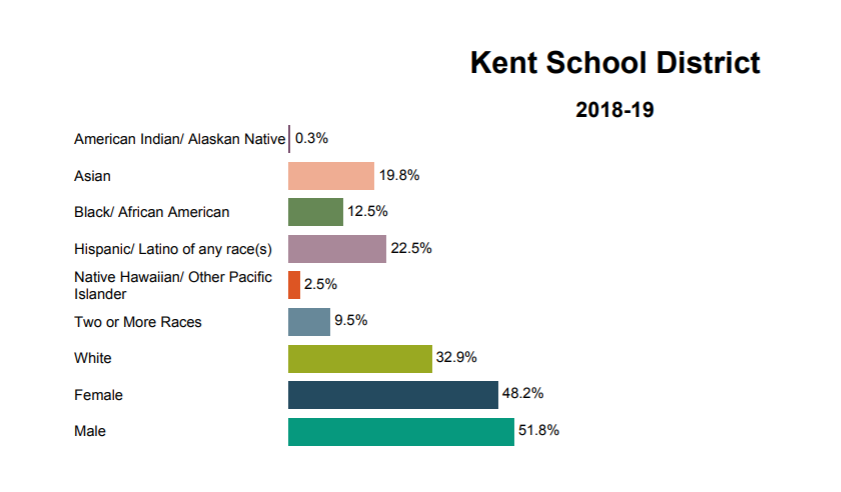 Kent School District
2018-19
American Indian/ Alaskan Native 0.3%
Asian 19.8%
Black/ African American 12.5%
Hispanic/ Latino of any race(s) 22.5%
Native Hawaiian/ Other Pacific
Islander 2.5%
Two or More Races 9.5%
White 32.9%
Female 48.2%
Male 51.8%